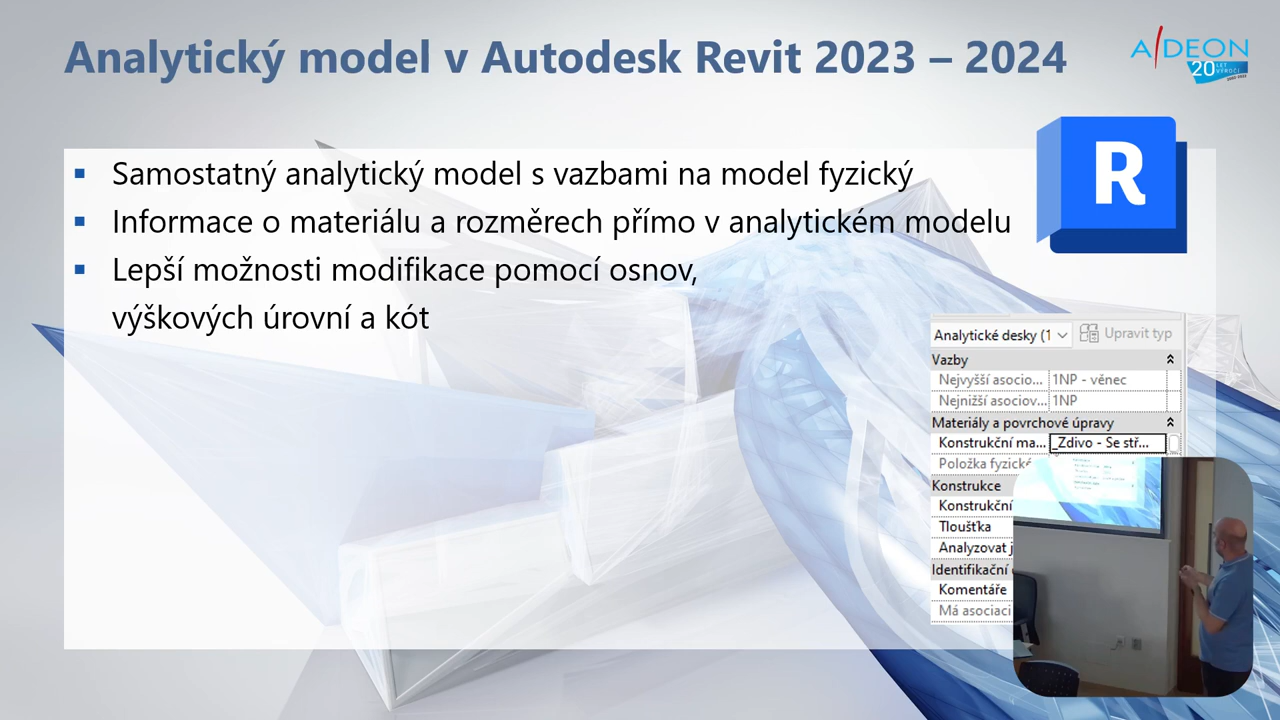 Analytický model v Autodesk Revit 2023 – 2024
A/DEON
20 LET VÝROČÍ
R
Samostatný analytický model s vazbami na model fyzický
Informace o materiálu a rozměrech přímo v analytickém modelu
Lepší možnosti modifikace pomocí osnov,
výškových úrovní a kót
Analytické desky (1
Upravit typ
Vazby
Nejvyšší asocio... 1NP - věnec
Nejnižší asociov... 1NP
Materiály a povrchové úpravy
Konstrukční ma... _Zdivo - Se stř...
Položka fyzické
Konstrukce
Konstrukční
Tloušťka
Analyzovat j
Identifikační
Komentáře
Má asociaci